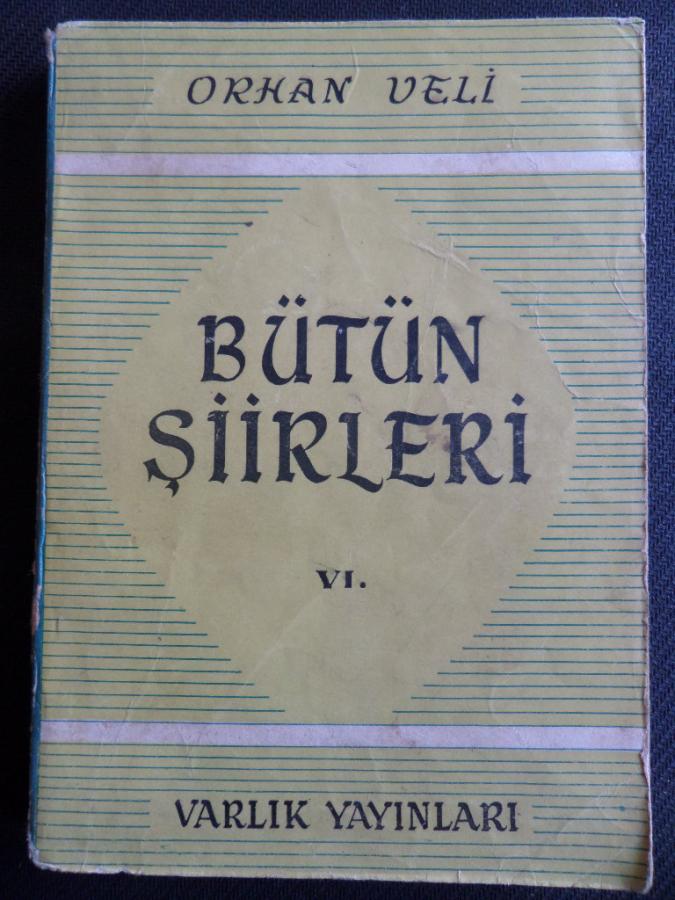 ORHAN VELİ
BÜTÜN
ŞİİRLERİ
VI.
VARLIK YAYINLARI